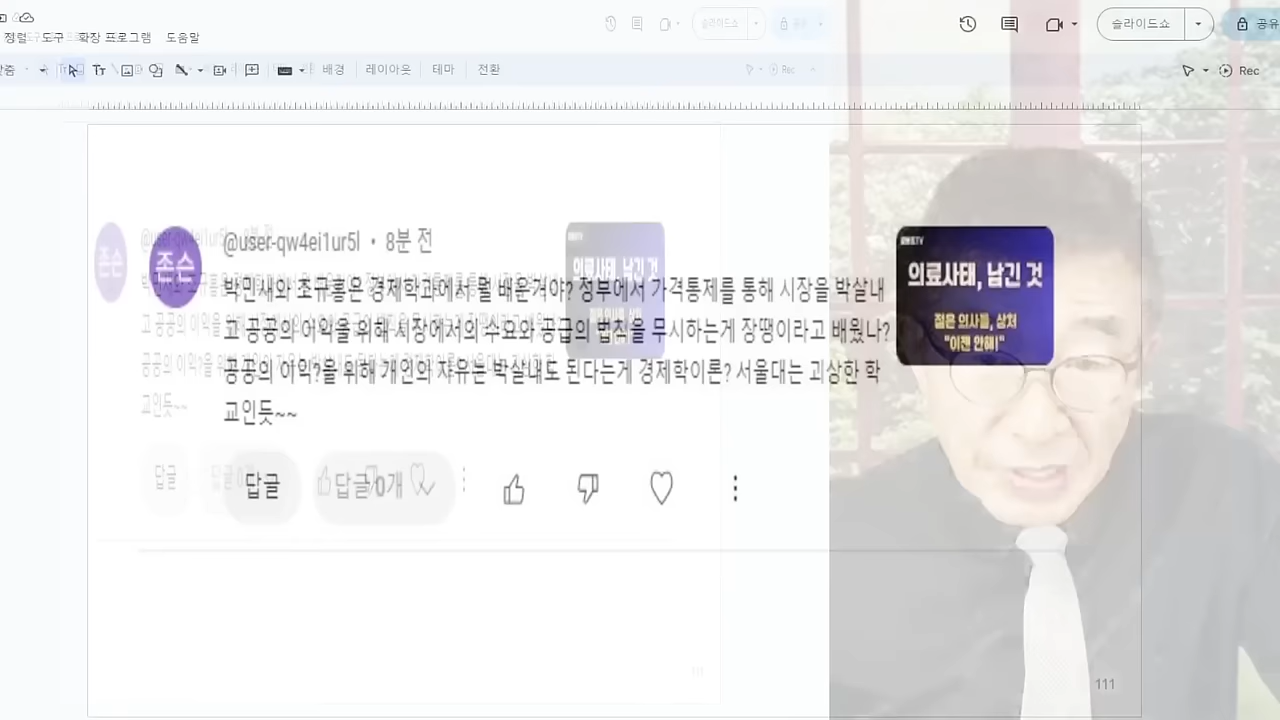 슬라이드쇼
공유
정렬 도구 확장 프로그램 도움말
배경 레이아웃 테마 전환
Rec
존슨
@user-qw4ei1ur5l • 8분 전
박민새와 조규홍은 경제학과에서 뭘 배운거야? 정부에서 가격통제를 통해 시장을 박살내
고 공공의 이익을 위해 시장에서의 수요와 공급의 법칙을 무시하는게 장땡이라고 배웠나?
공공의 이익?을 위해 개인의 자유는 박살내도 된다는게 경제학이론? 서울대는 괴상한 학
교인듯~~
의료사태, 남긴 것
젊은 의사들, 상처
"이젠 안해!"
답글
답글 0개
111